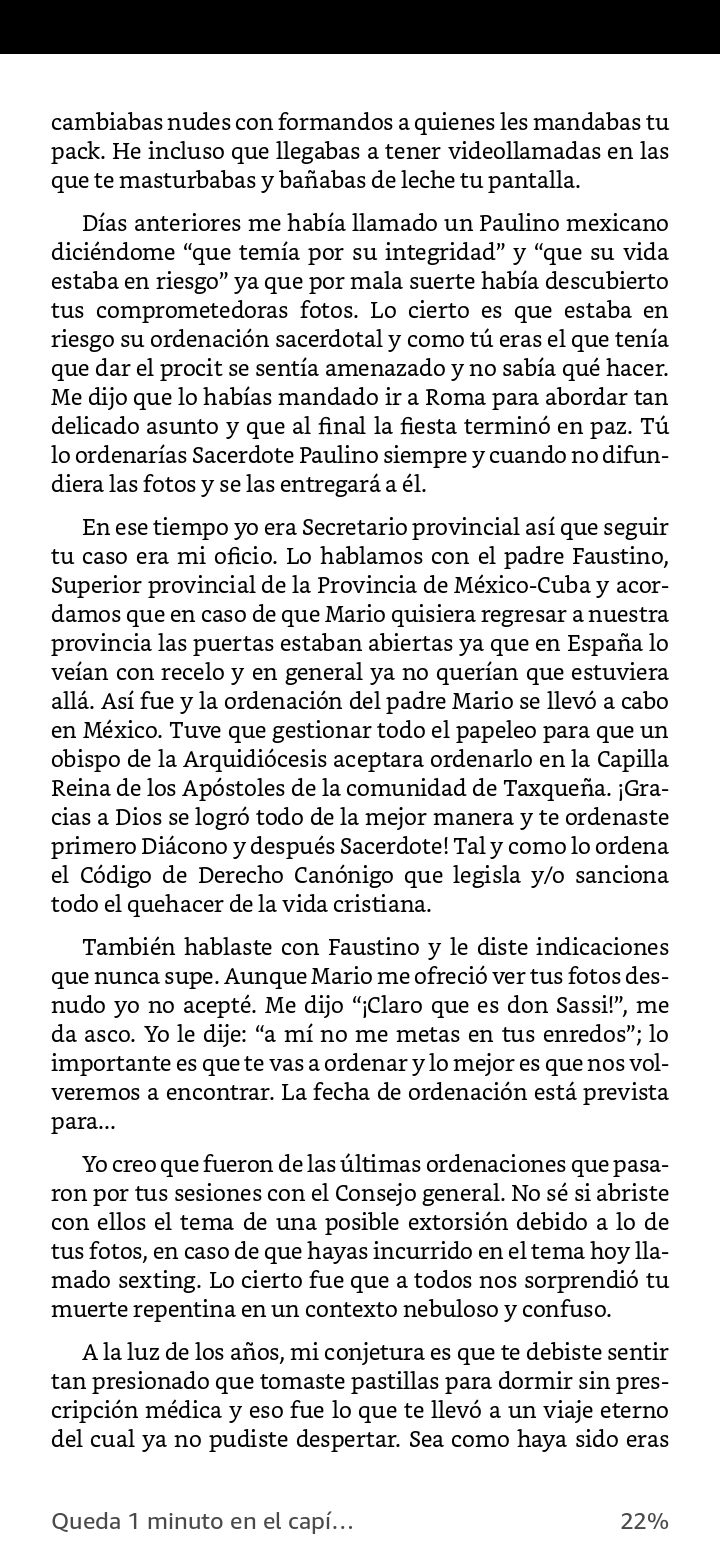 cambiabas nudes con formandos a quienes les mandabas tu
pack. He incluso que llegabas a tener videollamadas en las
que te masturbabas y bañabas de leche tu pantalla.
Días anteriores me había llamado un Paulino mexicano
diciéndome “que temía por su integridad” y “que su vida
estaba en riesgo” ya que por mala suerte había descubierto
tus comprometedoras fotos. Lo cierto es que estaba en
riesgo su ordenación sacerdotal y como tú eras el que tenía
que dar el procit se sentía amenazado y no sabía qué hacer.
Me dijo que lo habías mandado ir a Roma para abordar tan
delicado asunto y que al final la fiesta terminó en paz. Tú
lo ordenarías Sacerdote Paulino siempre y cuando no difun-
diera las fotos y se las entregará a él.
En ese tiempo yo era Secretario provincial así que seguir
tu caso era mi oficio. Lo hablamos con el padre Faustino,
Superior provincial de la Provincia de México-Cuba y acor-
damos que en caso de que Mario quisiera regresar a nuestra
provincia las puertas estaban abiertas ya que en España lo
veían con recelo y en general ya no querían que estuviera
allá. Así fue y la ordenación del padre Mario se llevó a cabo
en México. Tuve que gestionar todo el papeleo para que un
obispo de la Arquidiócesis aceptara ordenarlo en la Capilla
Reina de los Apóstoles de la comunidad de Taxqueña. ¡Gra-
cias a Dios se logró todo de la mejor manera y te ordenaste
primero Diácono y después Sacerdote! Tal y como lo ordena
el Código de Derecho Canónigo que legisla y/o sanciona
todo el quehacer de la vida cristiana.
También hablaste con Faustino y le diste indicaciones
que nunca supe. Aunque Mario me ofreció ver tus fotos des-
nudo yo no acepté. Me dijo “¡Claro que es don Sassi!”, me
da asco. Yo le dije: “a mí no me metas en tus enredos”; lo
importante es que te vas a ordenar y lo mejor es que nos vol-
veremos a encontrar. La fecha de ordenación está prevista
para...
Yo creo que fueron de las últimas ordenaciones que pasa-
ron por tus sesiones con el Consejo general. No sé si abriste
con ellos el tema de una posible extorsión debido a lo de
tus fotos, en caso de que hayas incurrido en el tema hoy lla-
mado sexting. Lo cierto fue que a todos nos sorprendió tu
muerte repentina en un contexto nebuloso y confuso.
A la luz de los años, mi conjetura es que te debiste sentir
tan presionado que tomaste pastillas para dormir sin pres-
cripción médica y eso fue lo que te llevó a un viaje eterno
del cual ya no pudiste despertar. Sea como haya sido eras
Queda 1 minuto en el capí... 22%